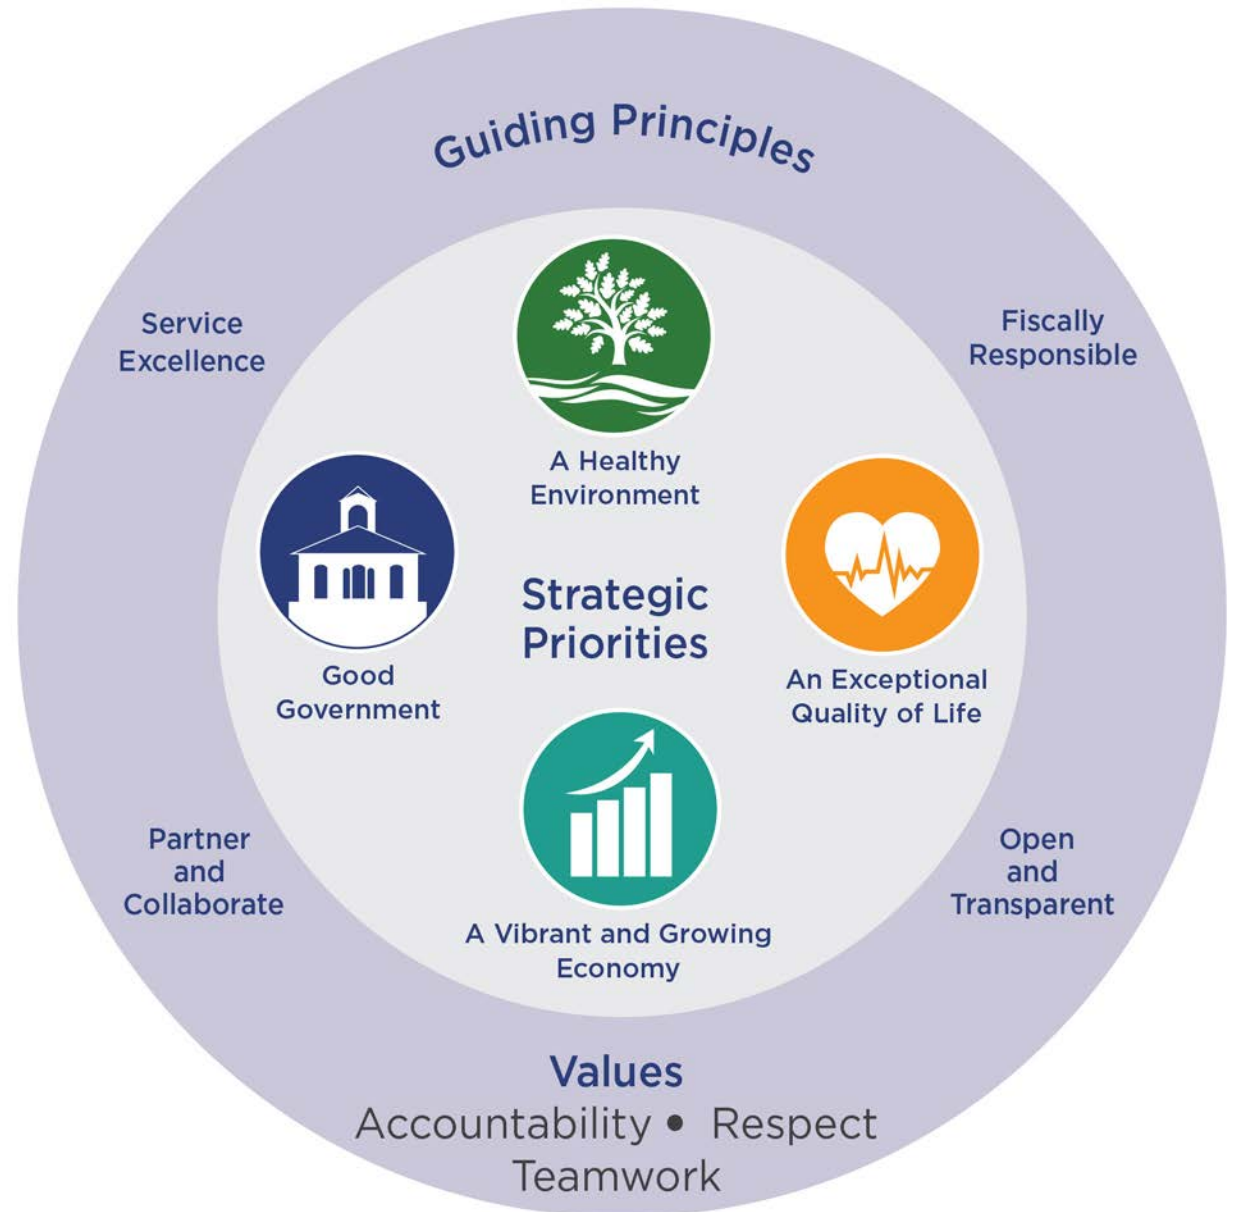 Guiding Principles
Service
Excellence
Fiscally
Responsible
A Healthy
Environment
Good
Government
Strategic
Priorities
An Exceptional
Quality of Life
Partner
and
Collaborate
Open
and
Transparent
A Vibrant and Growing
Economy
Values
Accountability • Respect
Teamwork